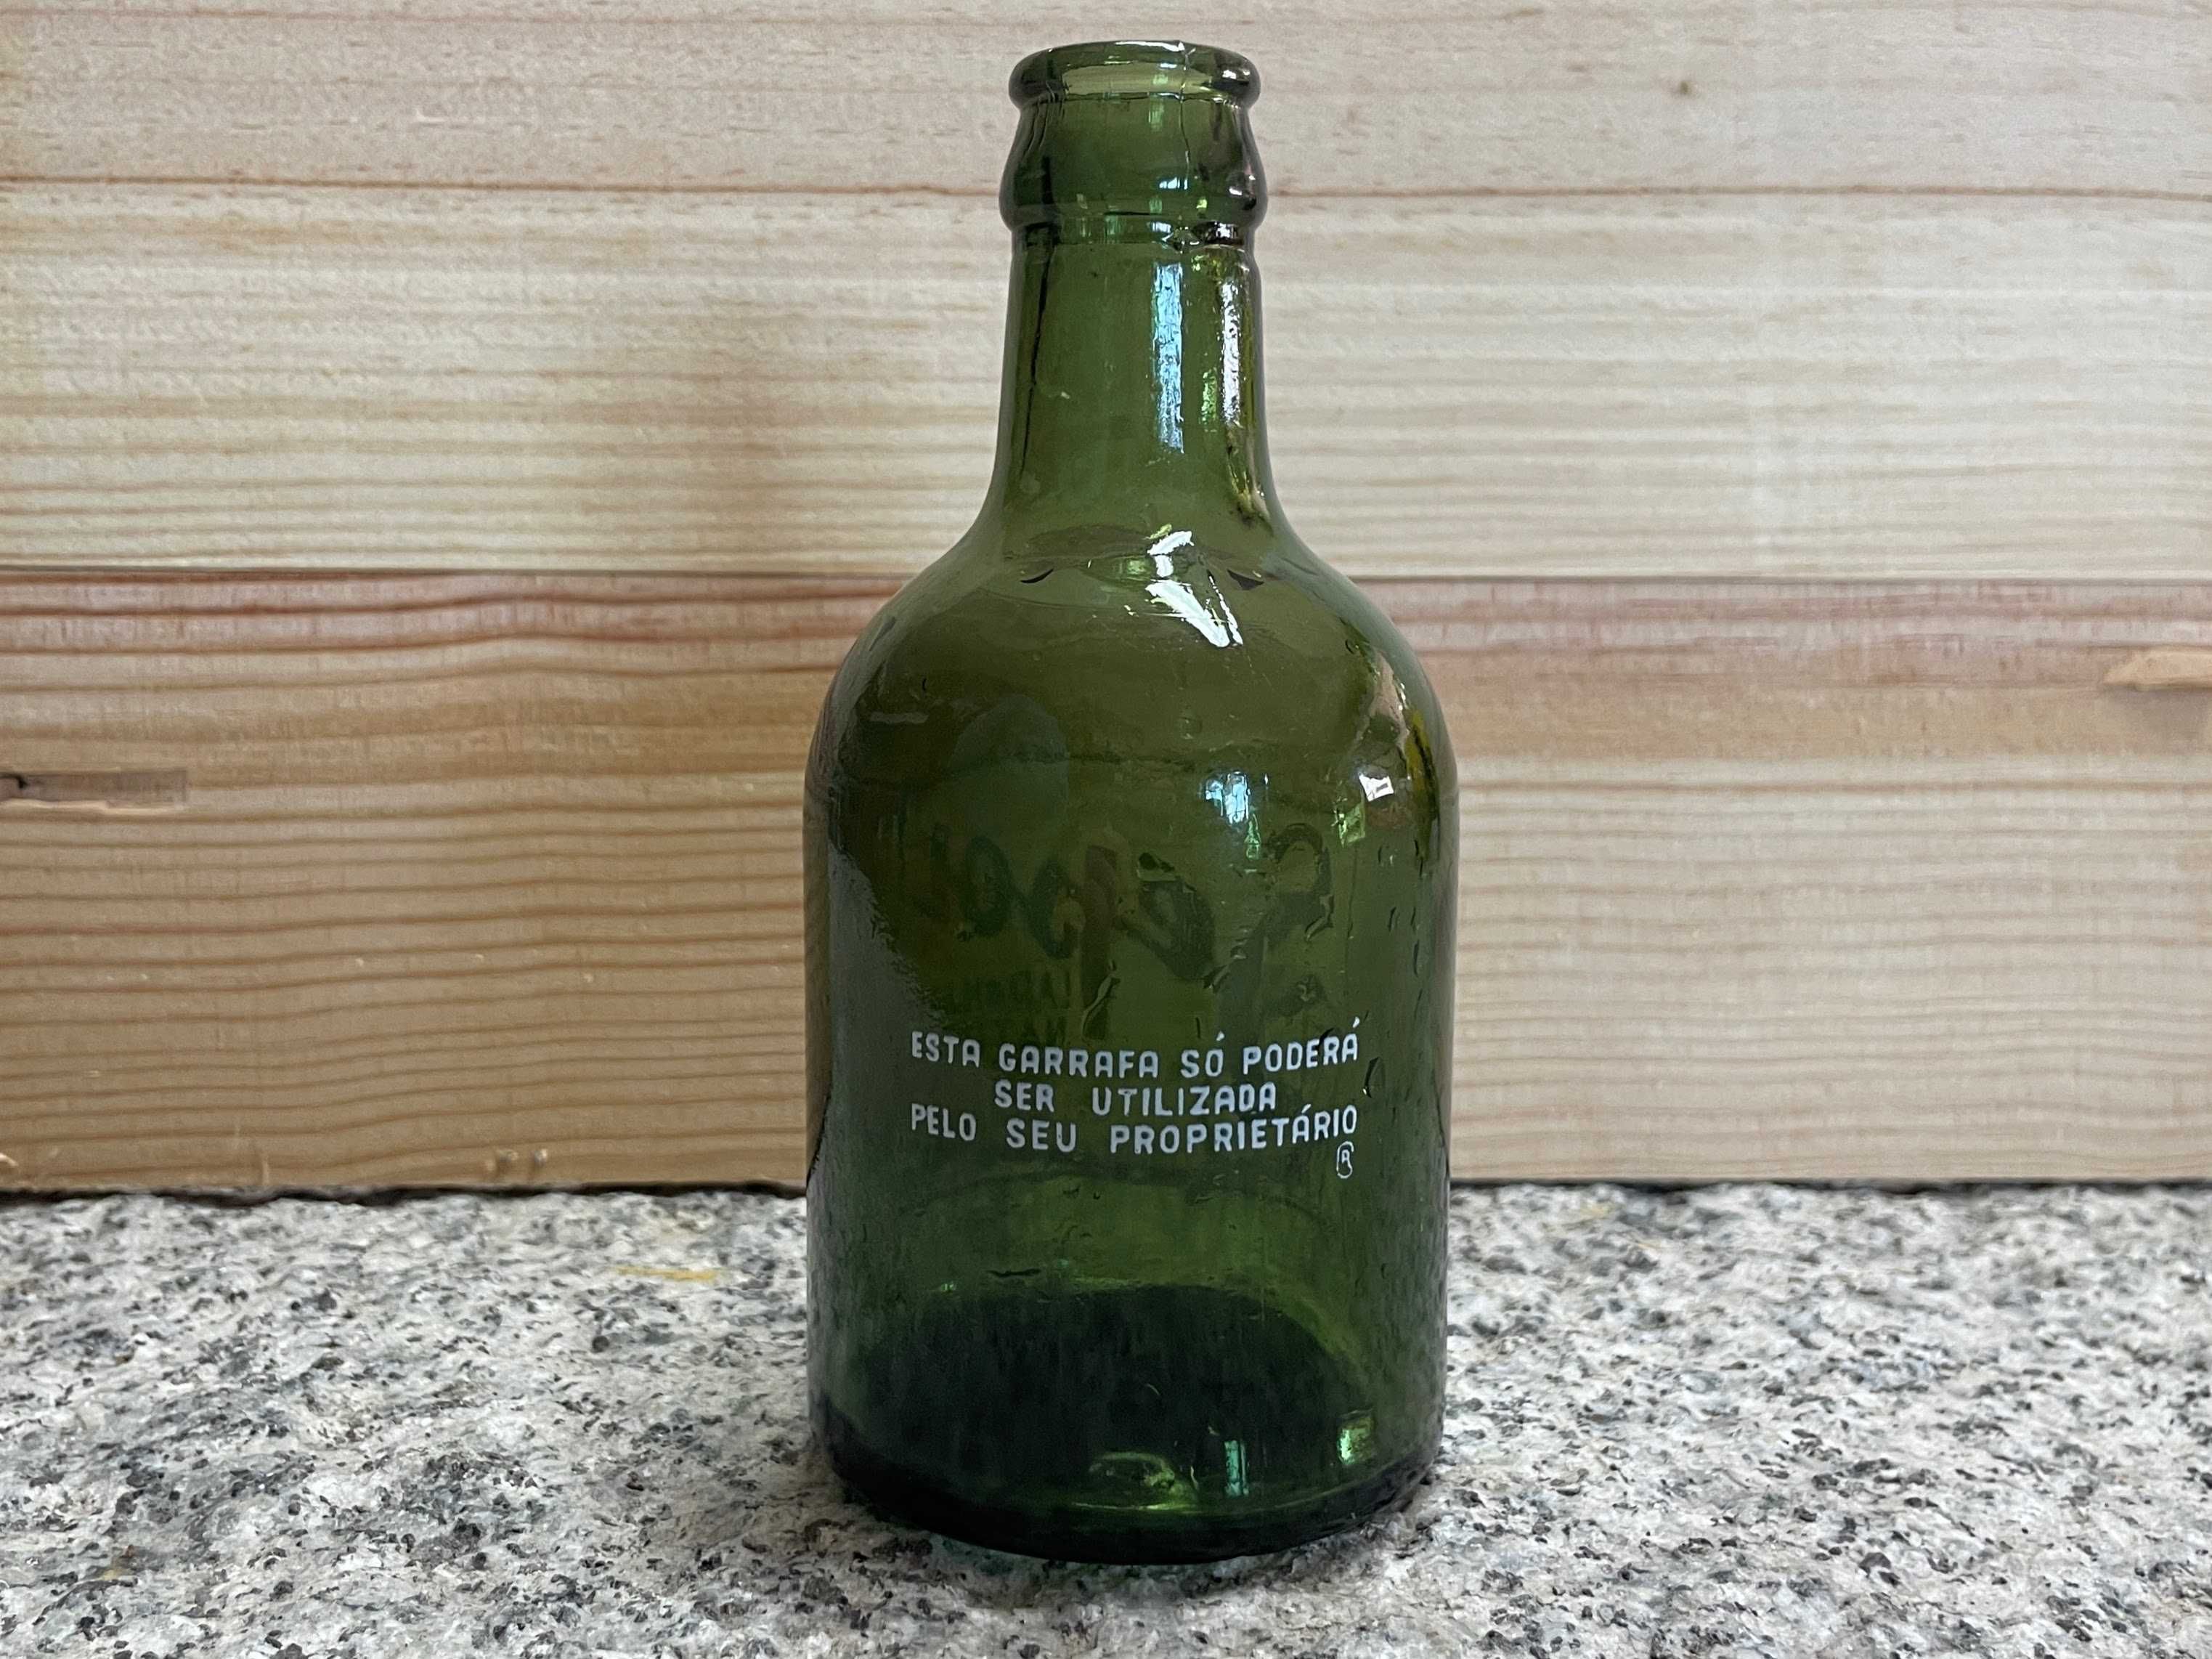 ESTA GARRAFA SÓ PODERÁ
SER UTILIZADA
PELO SEU PROPRIETÁRIO
®